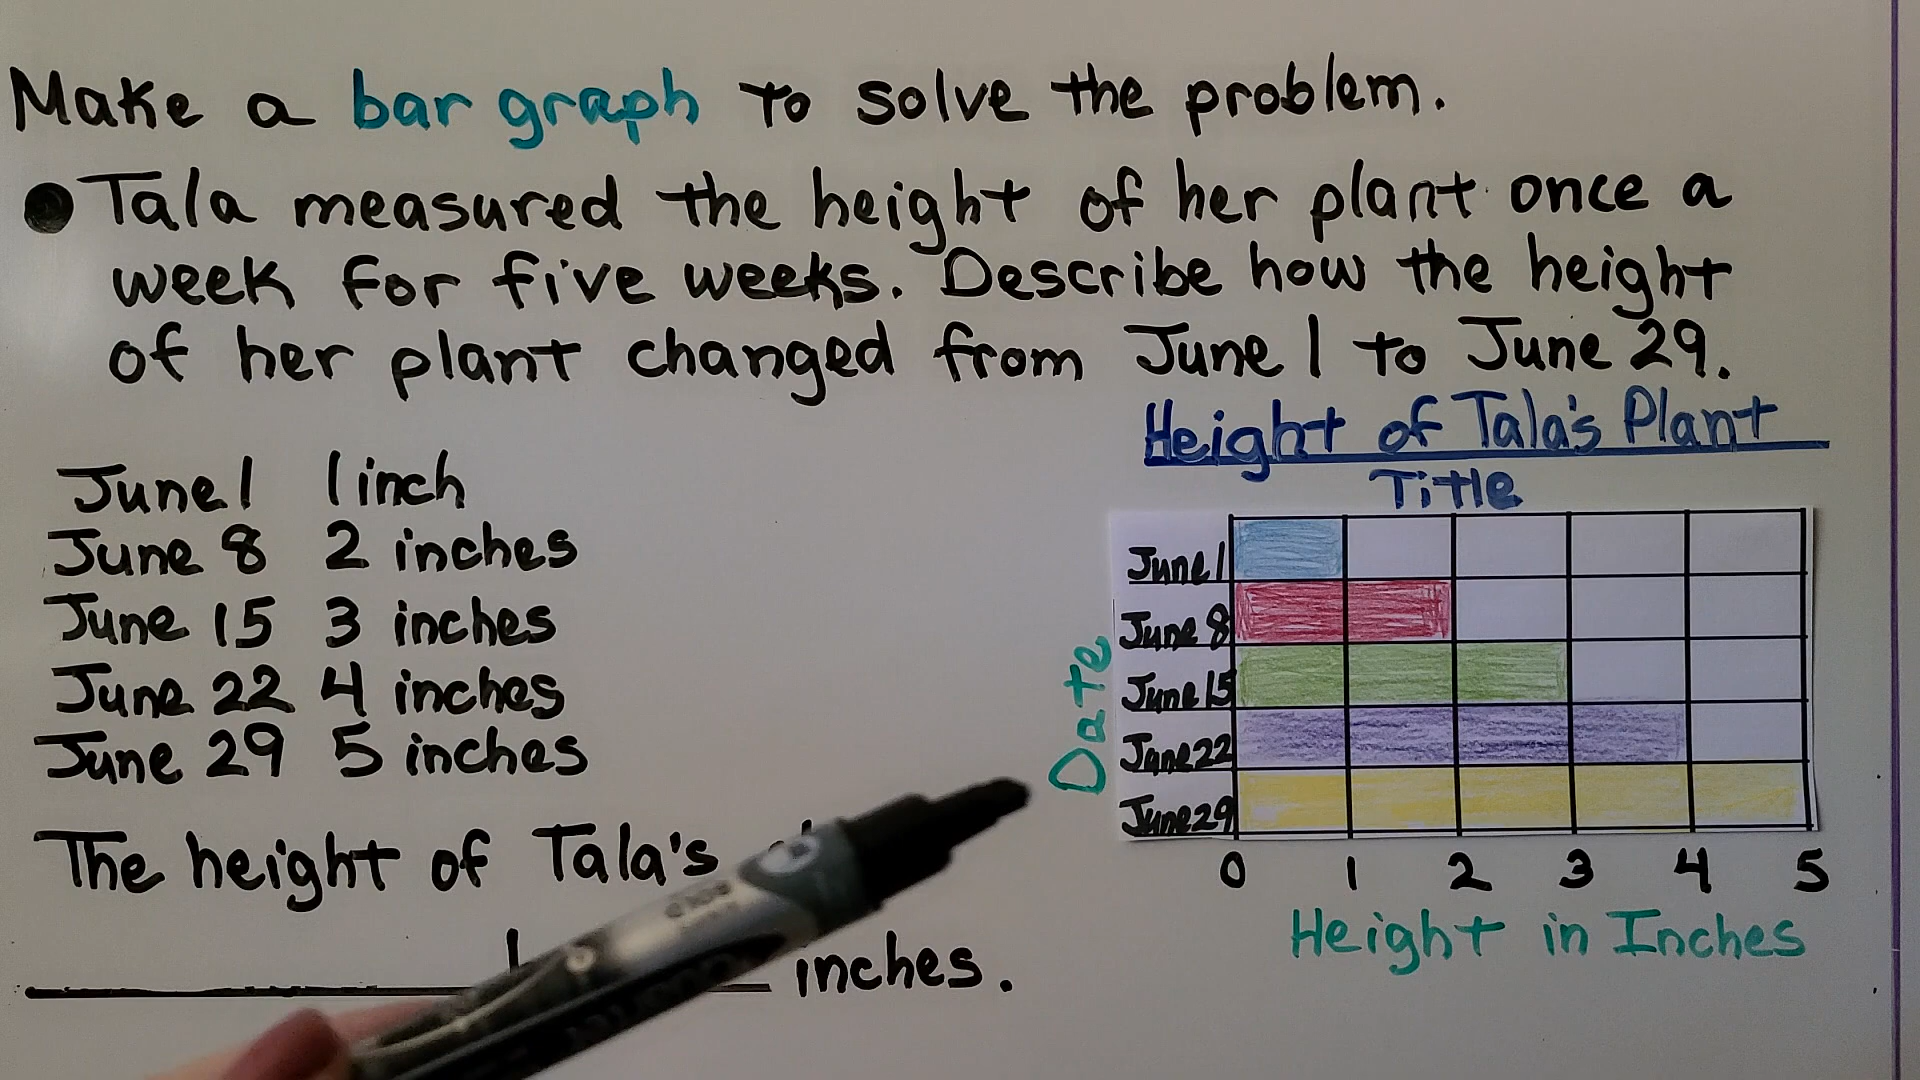 Make a bar graph to solve the problem.
Tala measured the height of her plant once a
week for five weeks. Describe how the height
of her plant changed from June 1 to June 29.
June 1 1 inch
June 8 2 inches
June 15 3 inches
June 22 4 inches
June 29 5 inches
The height of Tala's
inches.
Height of Tala's Plant
Title
Date
June 1
June 8
June 15
June 22
June 29
0 1 2 3 4 5
Height in Inches